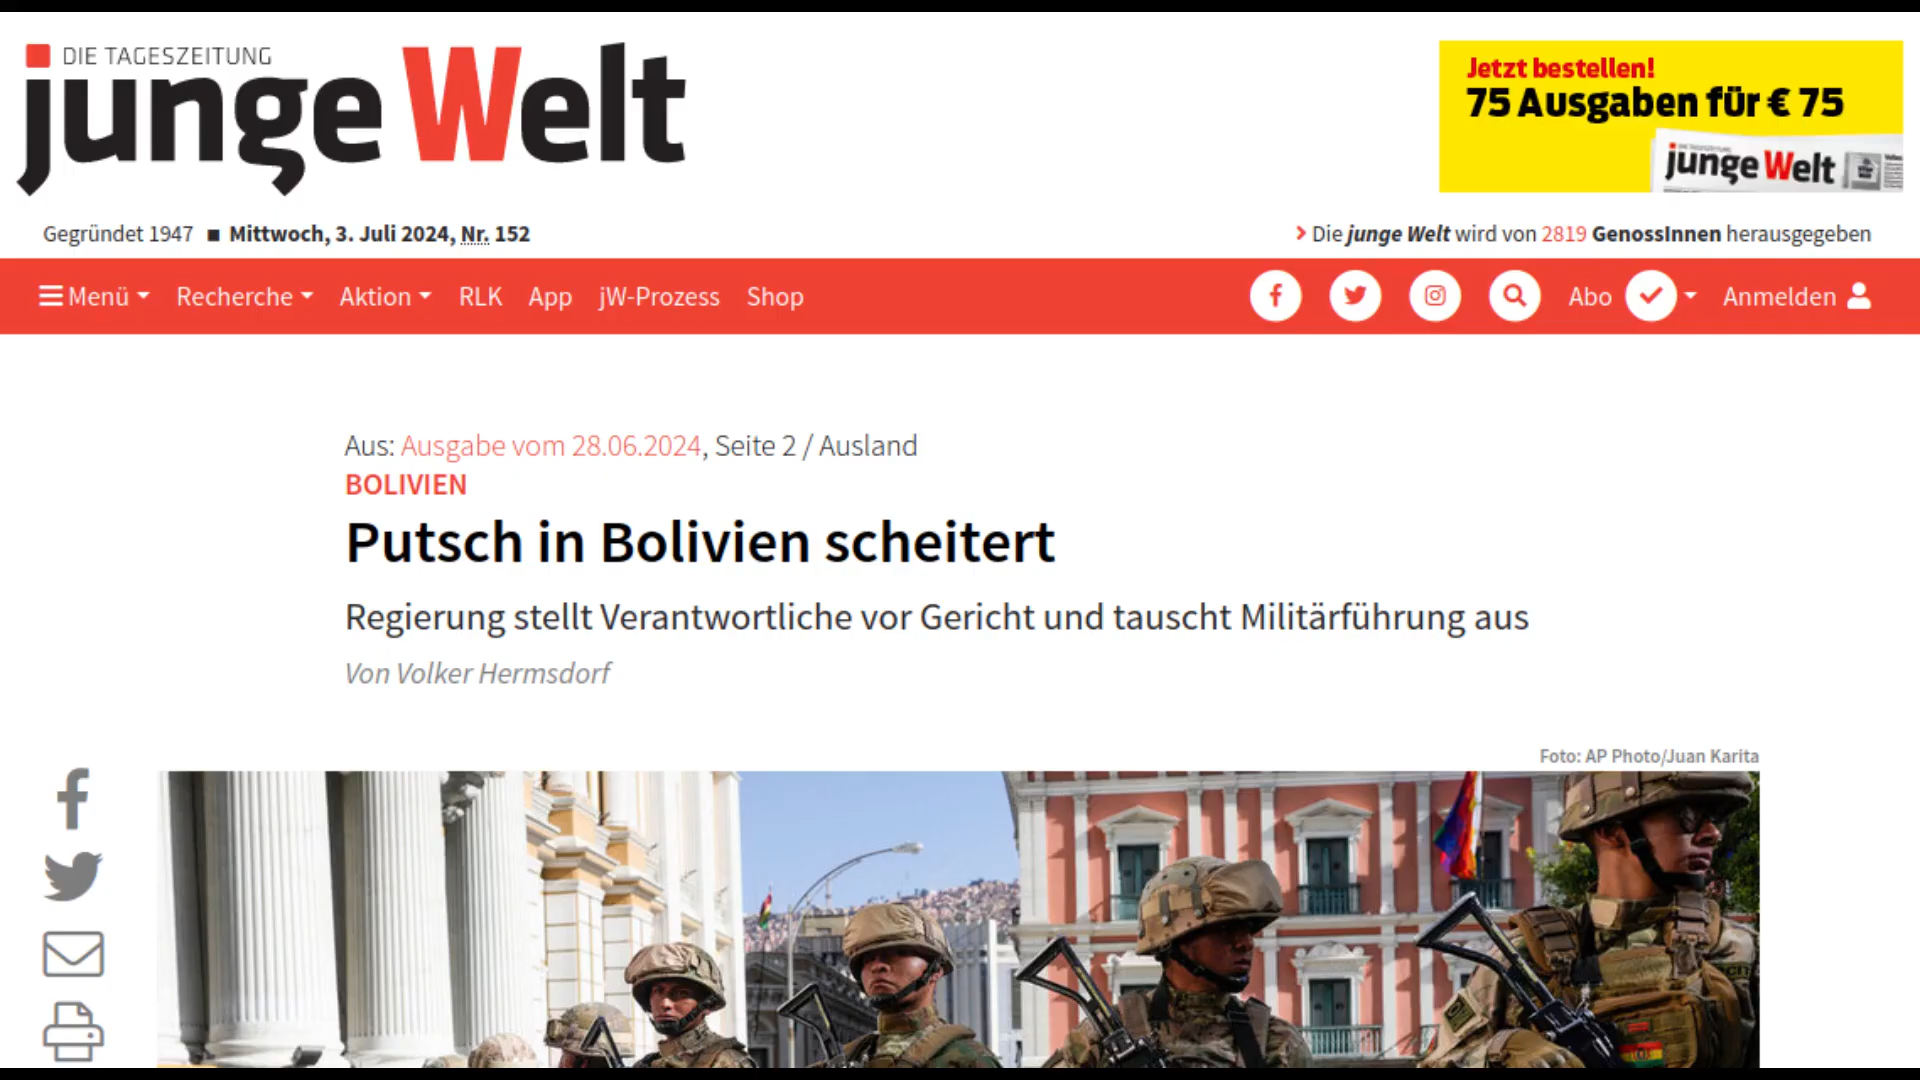 DIE TAGESZEITUNG
junge Welt
Jetzt bestellen!
75 Ausgaben für € 75
junge Welt
Gegründet 1947 ■ Mittwoch, 3. Juli 2024, Nr. 152
Die junge Welt wird von 2819 GenossInnen herausgegeben
Menü Recherche Aktion RLK App jW-Prozess Shop Abo Anmelden
Aus: Ausgabe vom 28.06.2024, Seite 2 / Ausland
BOLIVIEN
Putsch in Bolivien scheitert
Regierung stellt Verantwortliche vor Gericht und tauscht Militärführung aus
Von Volker Hermsdorf
Foto: AP Photo/Juan Karita